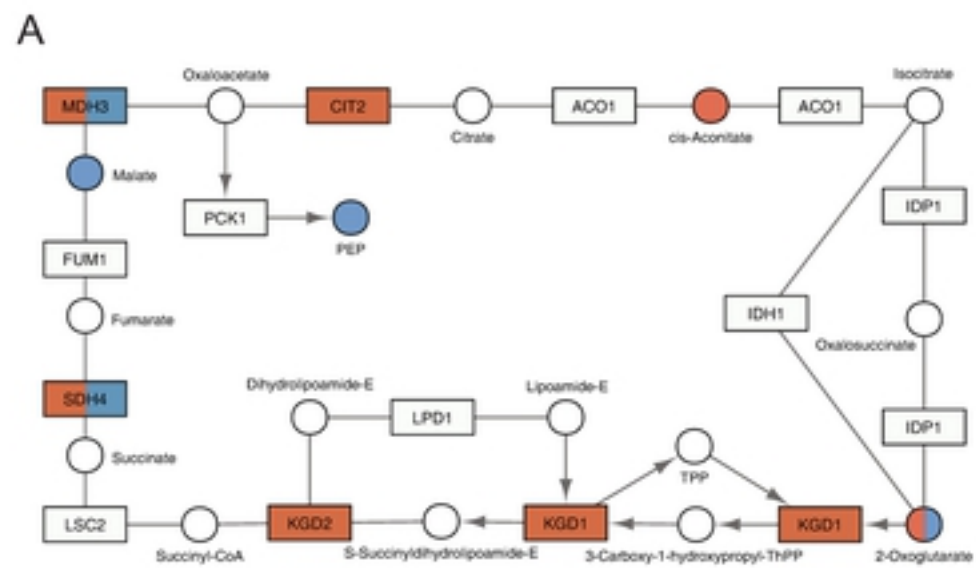 A
Oxaloacetate
Isocitrate
MDH3
CIT2
ACO1
ACO1
Citrate
cis-Aconitate
Malate
PCK1
IDP1
PEP
FUM1
IDH1
Fumarate
Oxalosuccinate
Dihydrolipoamide-E
Lipoamide-E
SDH4
LPD1
IDP1
Succinate
TPP
LSC2
KGD2
KGD1
KGD1
Succinyl-CoA
S-Succinyldihydrolipoamide-E
3-Carboxy-1-hydroxypropyl-ThPP
2-Oxoglutarate